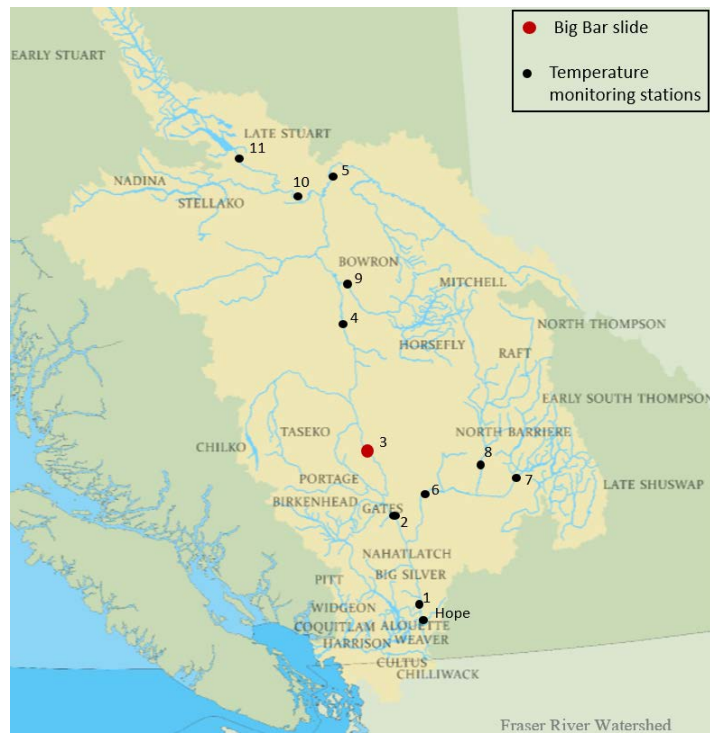 Big Bar slide
Temperature
monitoring stations
EARLY STUART
LATE STUART
11
5
10
NADINA
STELLAKO
BOWRON
9
MITCHELL
4
NORTH THOMPSON
HORSEFLY
RAFT
EARLY SOUTH THOMPSON
TASEKO
3
NORTH BARRIERE
CHILKO
8
PORTAGE
7
LATE SHUSWAP
6
BIRKENHEAD
GATES
2
NAHATLATCH
PITT
BIG SILVER
1
WIDGEON
Hope
COQUITLAM ALOUETTE
HARRISON WEAVER
CULTUS
CHILLIWACK
Fraser River Watershed